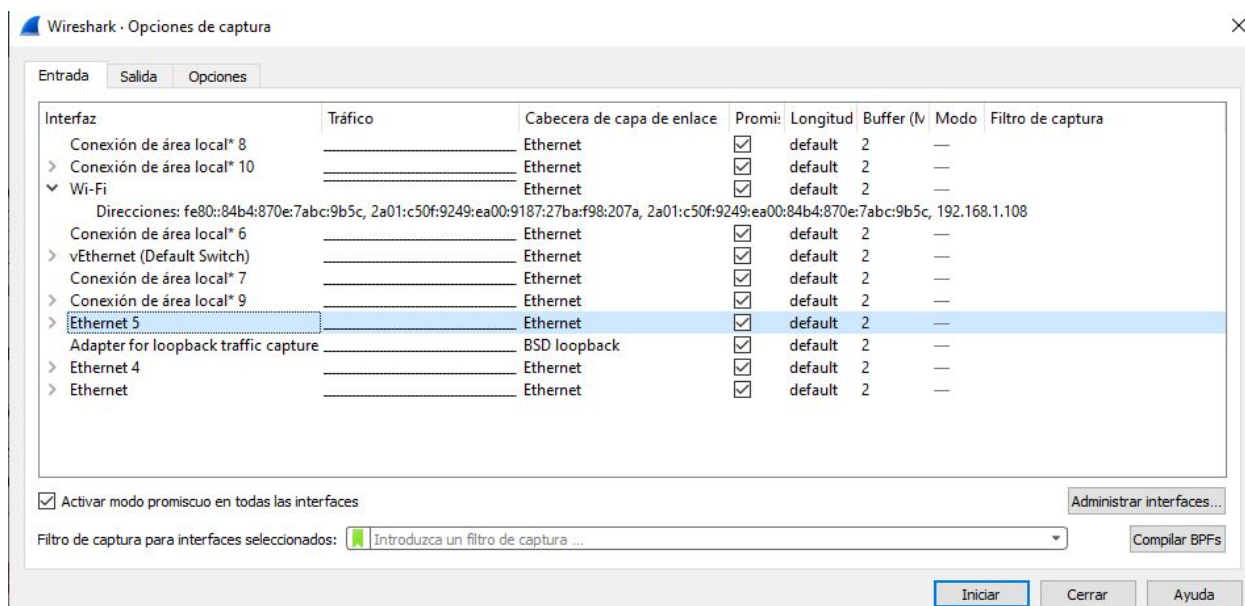 Wireshark · Opciones de captura
Entrada Salida Opciones
Interfaz Tráfico Cabecera de capa de enlace Promi: Longitud Buffer (M Modo Filtro de captura
Conexión de área local* 8 Ethernet default 2 —
Conexión de área local* 10 Ethernet default 2 —
Wi-Fi Ethernet default 2 —
Direcciones: fe80::84b4:870e:7abc:9b5c, 2a01:c50f:9249:ea00:9187:27ba:f98:207a, 2a01:c50f:9249:ea00:84b4:870e:7abc:9b5c, 192.168.1.108
Conexión de área local* 6 Ethernet default 2 —
vEthernet (Default Switch) Ethernet default 2 —
Conexión de área local* 7 Ethernet default 2 —
Conexión de área local* 9 Ethernet default 2 —
Ethernet 5 Ethernet default 2 —
Adapter for loopback traffic capture BSD loopback default 2 —
Ethernet 4 Ethernet default 2 —
Ethernet Ethernet default 2 —
Activar modo promiscuo en todas las interfaces Administrar interfaces...
Filtro de captura para interfaces seleccionados: Introduzca un filtro de captura ... Compilar BPFs
Iniciar Cerrar Ayuda